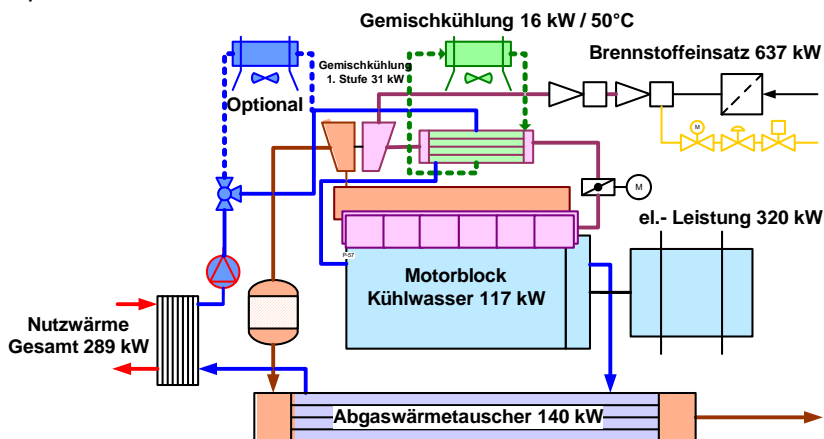 Gemischkühlung 16 kW / 50°C
Gemischkühlung
1. Stufe 31 kW
Brennstoffeinsatz 637 kW
Optional
M
M
el.- Leistung 320 kW
P-57
Motorblock
Kühlwasser 117 kW
Nutzwärme
Gesamt 289 kW
Abgaswärmetauscher 140 kW